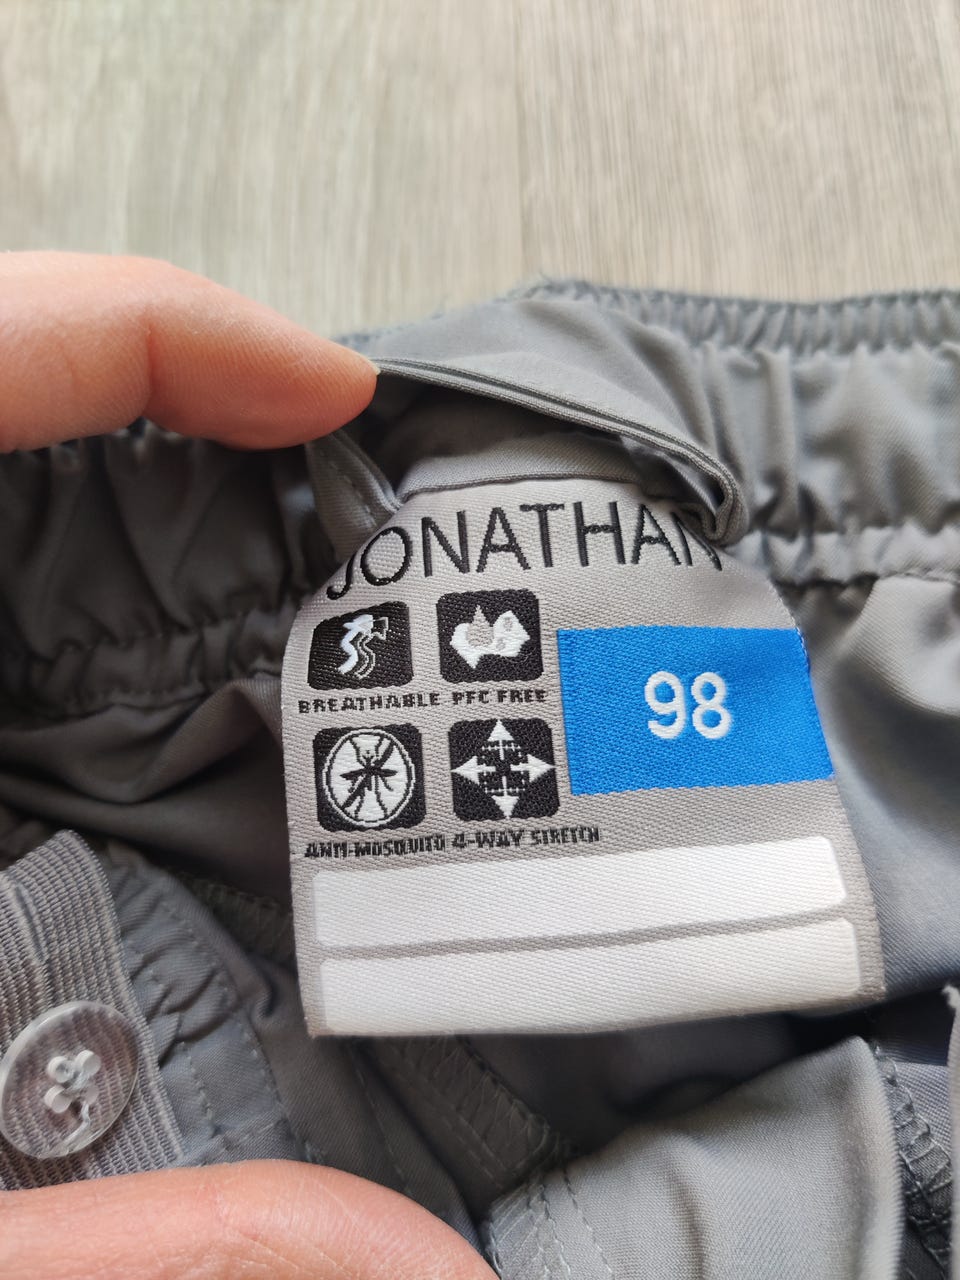 JONATHAN
BREATHABLE PFC FREE
98
ANTI-MOSQUITO 4-WAY STRETCH